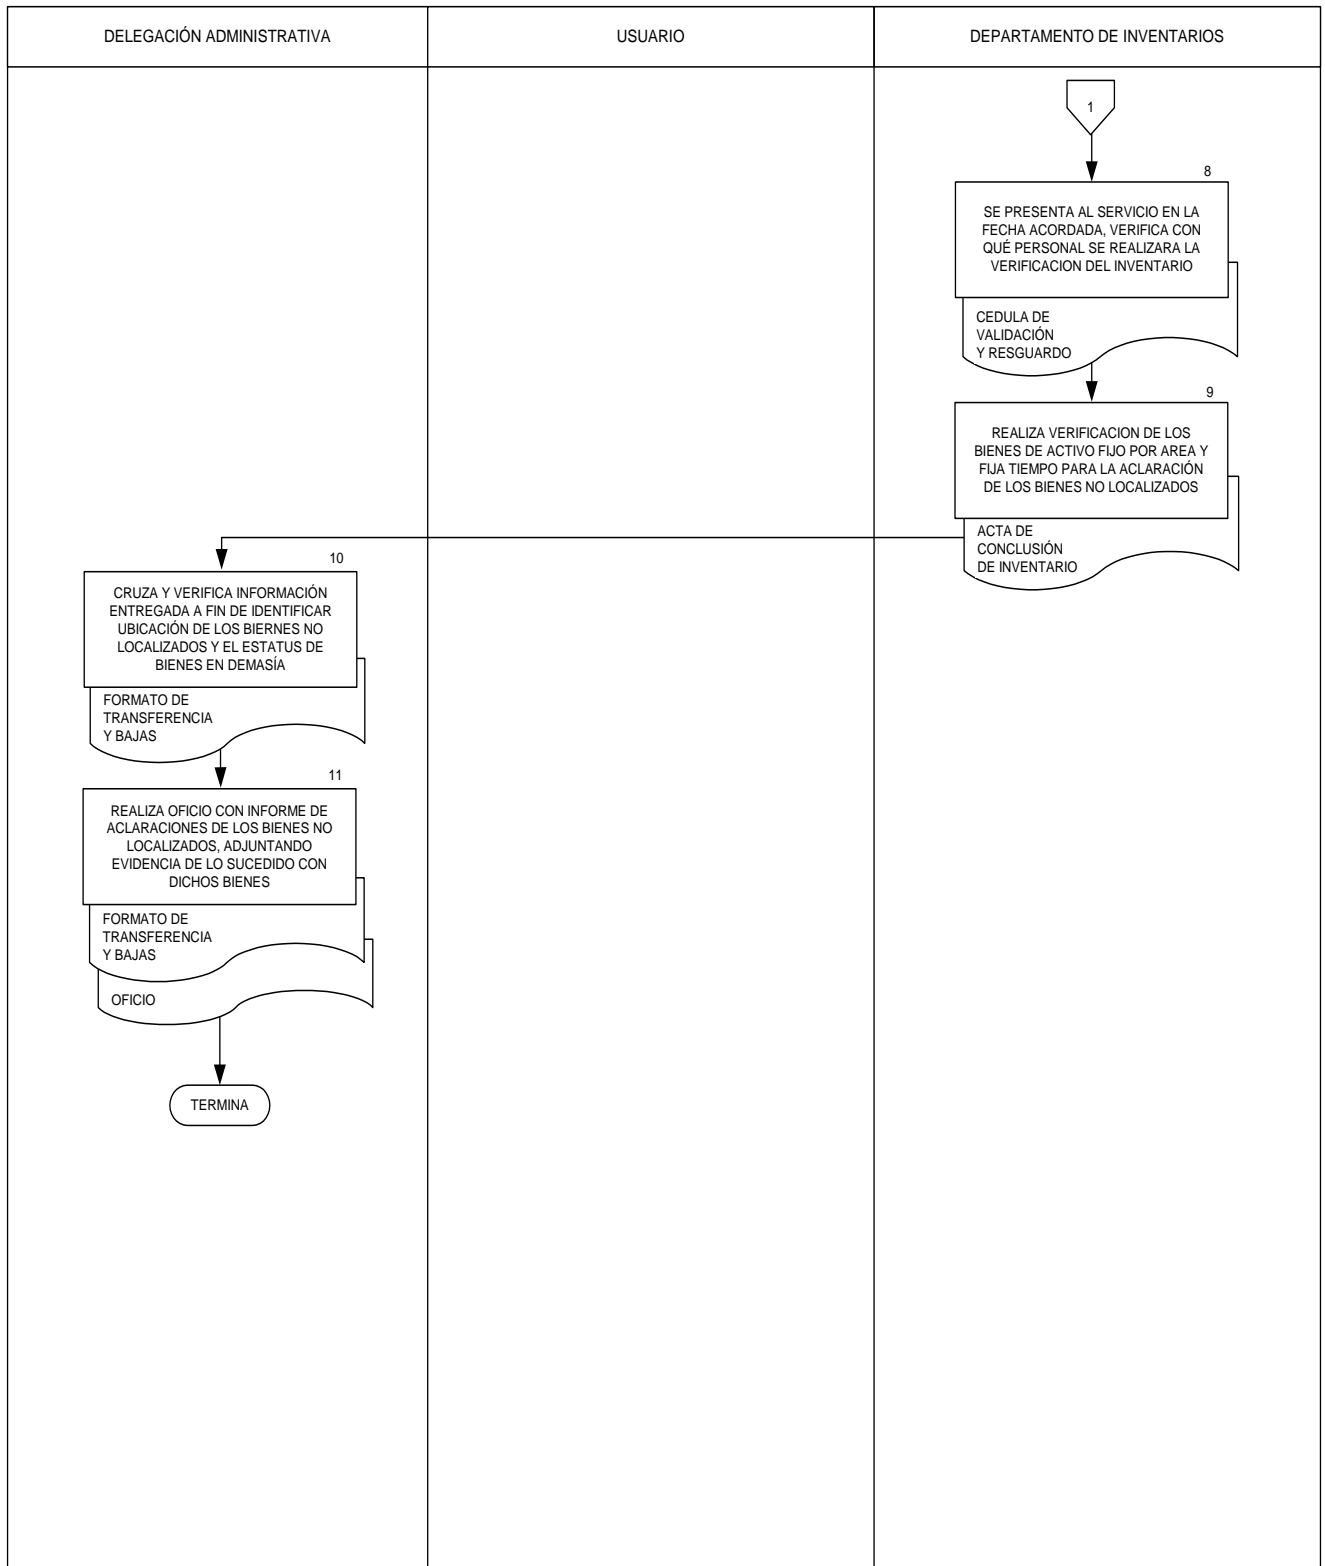 DELEGACIÓN ADMINISTRATIVA
USUARIO
DEPARTAMENTO DE INVENTARIOS
1
8
SE PRESENTA AL SERVICIO EN LA
FECHA ACORDADA, VERIFICA CON
QUÉ PERSONAL SE REALIZARA LA
VERIFICACION DEL INVENTARIO
CEDULA DE
VALIDACIÓN
Y RESGUARDO
9
REALIZA VERIFICACION DE LOS
BIENES DE ACTIVO FIJO POR AREA Y
FIJA TIEMPO PARA LA ACLARACIÓN
DE LOS BIENES NO LOCALIZADOS
ACTA DE
CONCLUSIÓN
DE INVENTARIO
10
CRUZA Y VERIFICA INFORMACIÓN
ENTREGADA A FIN DE IDENTIFICAR
UBICACIÓN DE LOS BIERNES NO
LOCALIZADOS Y EL ESTATUS DE
BIENES EN DEMASÍA
FORMATO DE
TRANSFERENCIA
Y BAJAS
11
REALIZA OFICIO CON INFORME DE
ACLARACIONES DE LOS BIENES NO
LOCALIZADOS, ADJUNTANDO
EVIDENCIA DE LO SUCEDIDO CON
DICHOS BIENES
FORMATO DE
TRANSFERENCIA
Y BAJAS
OFICIO
TERMINA